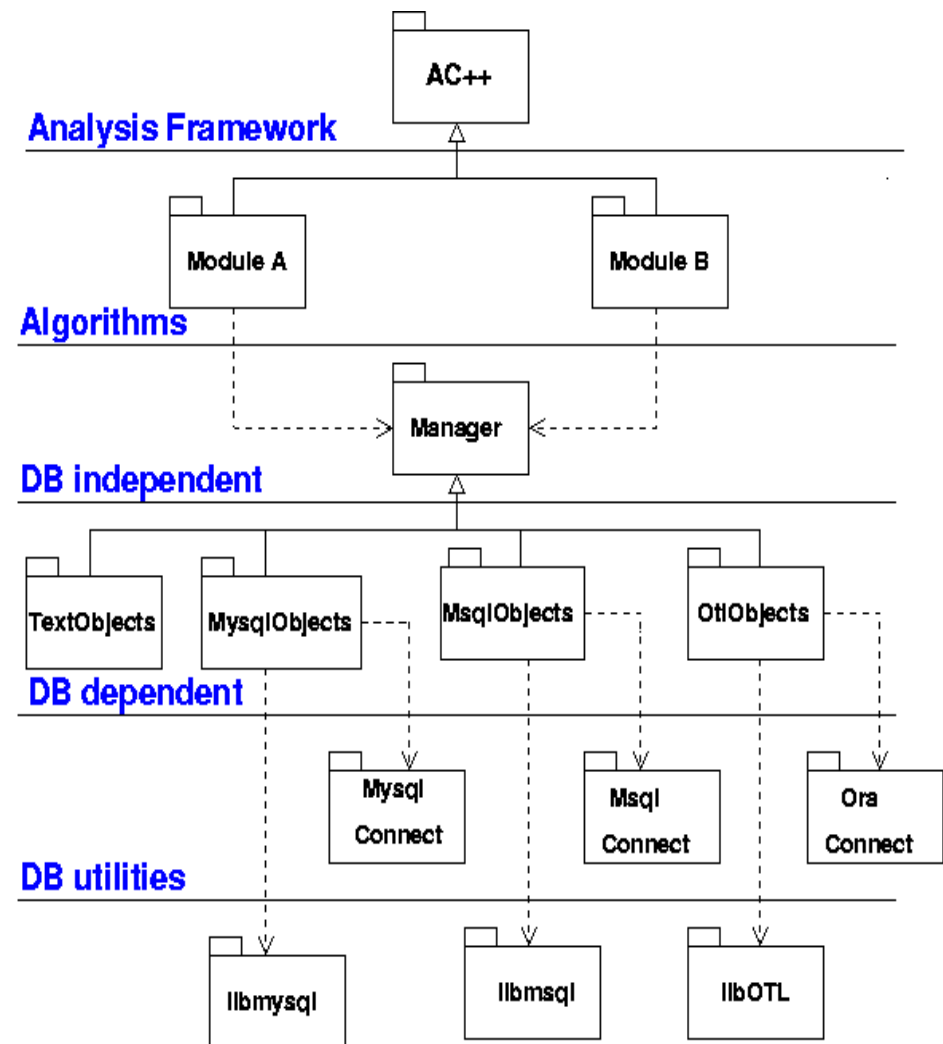 AC++
Analysis Framework
Module A
Module B
Algorithms
Manager
DB independent
TextObjects
MysqlObjects
MsqlObjects
OtlObjects
DB dependent
Mysql
Connect
Msql
Connect
Ora
Connect
DB utilities
libmysql
libmsql
libOTL